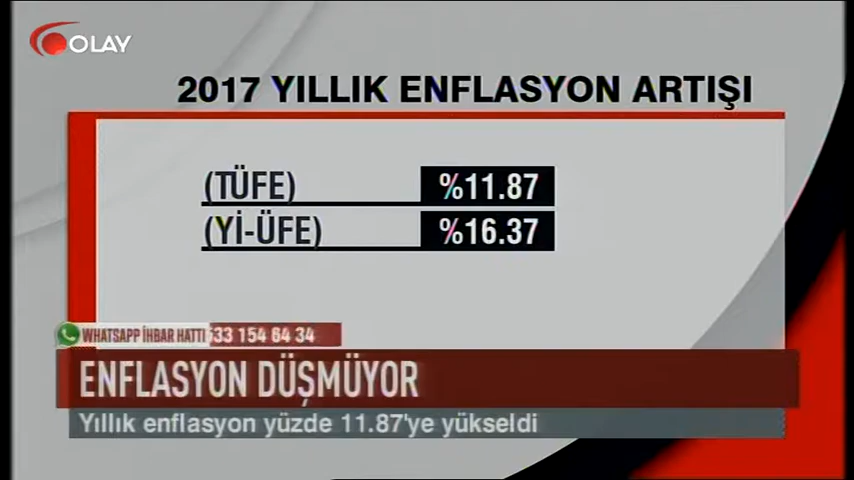 OLAY
2017 YILLIK ENFLASYON ARTIŞI
(TÜFE) %11.87
(Yİ-ÜFE) %16.37
WHATSAPP İHBAR HATTI 533 154 64 34
ENFLASYON DÜŞMÜYOR
Yıllık enflasyon yüzde 11.87'ye yükseldi